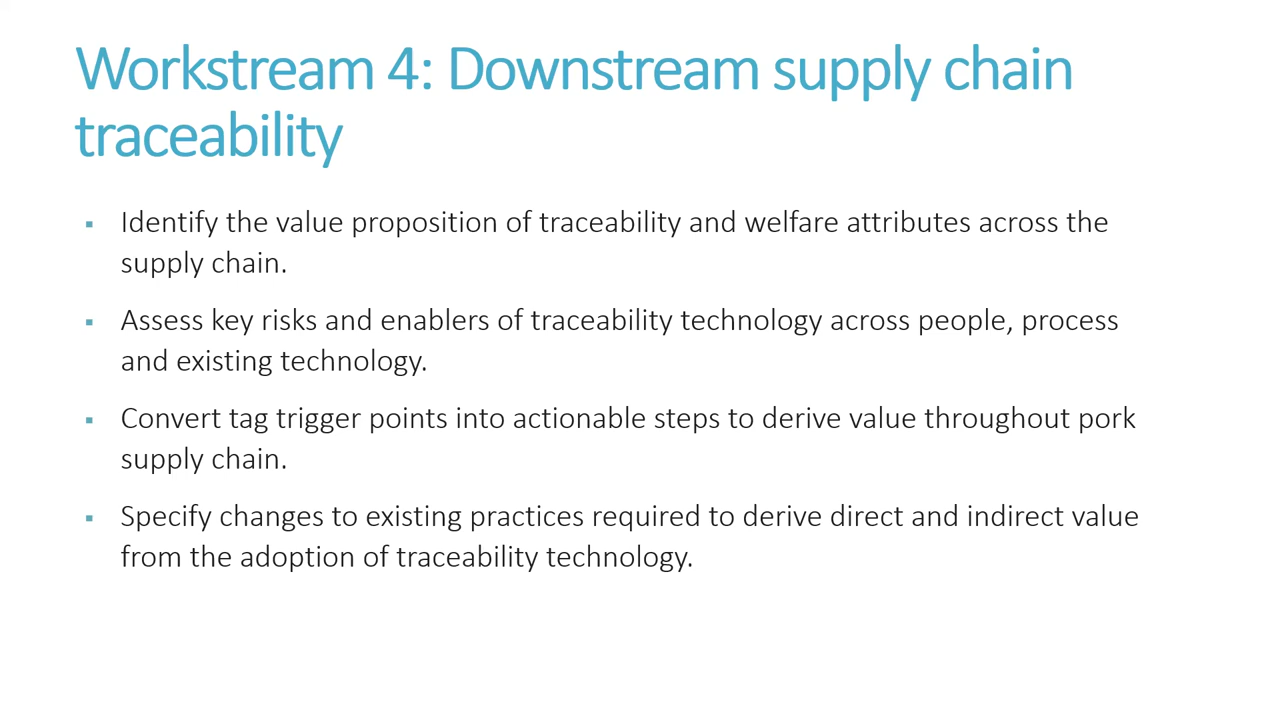 Workstream 4: Downstream supply chain
traceability
▪ Identify the value proposition of traceability and welfare attributes across the
supply chain.
▪ Assess key risks and enablers of traceability technology across people, process
and existing technology.
▪ Convert tag trigger points into actionable steps to derive value throughout pork
supply chain.
▪ Specify changes to existing practices required to derive direct and indirect value
from the adoption of traceability technology.